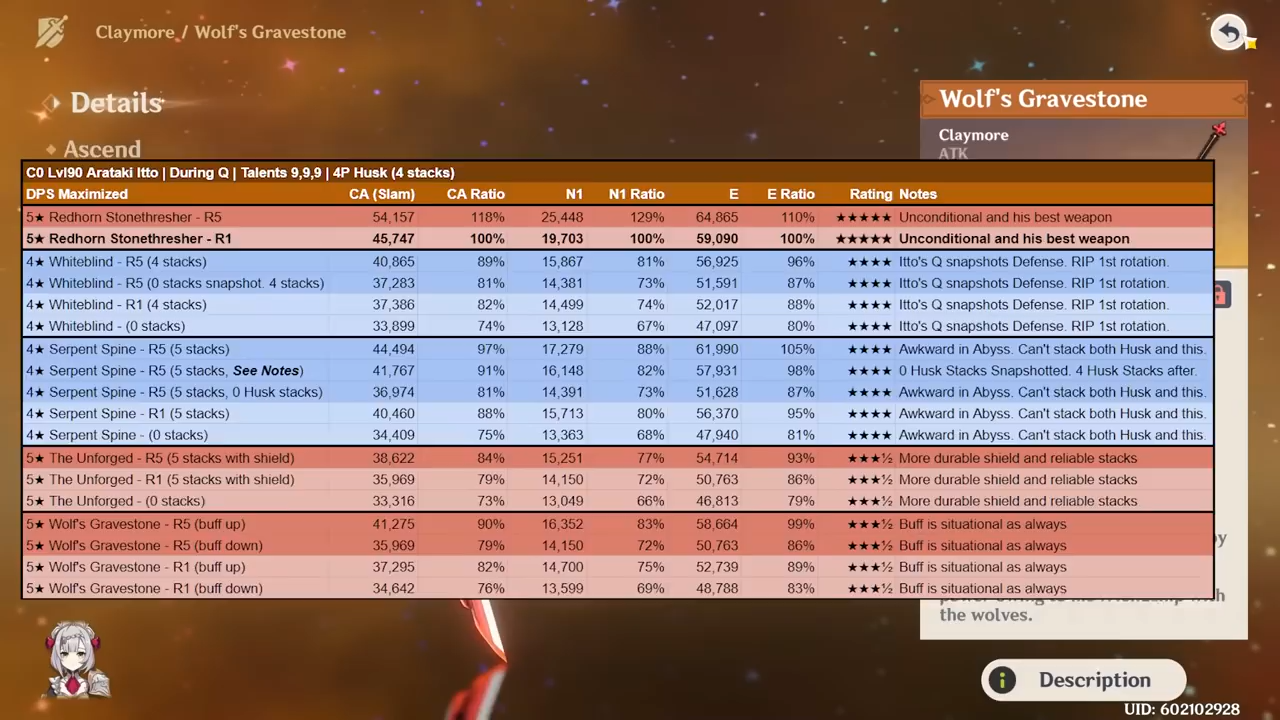 Claymore / Wolf's Gravestone
Details
Ascend
Wolf's Gravestone
Claymore
ATK
C0 Lvl90 Arataki Itto | During Q | Talents 9,9,9 | 4P Husk (4 stacks)
DPS Maximized CA (Slam) CA Ratio N1 N1 Ratio E E Ratio Rating Notes
5★ Redhorn Stonethresher - R5 54,157 118% 25,448 129% 64,865 110% ★★★★★ Unconditional and his best weapon
5★ Redhorn Stonethresher - R1 45,747 100% 19,703 100% 59,090 100% ★★★★★ Unconditional and his best weapon
4★ Whiteblind - R5 (4 stacks) 40,865 89% 15,867 81% 56,925 96% ★★★★ Itto's Q snapshots Defense. RIP 1st rotation.
4★ Whiteblind - R5 (0 stacks snapshot. 4 stacks) 37,283 81% 14,381 73% 51,591 87% ★★★★ Itto's Q snapshots Defense. RIP 1st rotation.
4★ Whiteblind - R1 (4 stacks) 37,386 82% 14,499 74% 52,017 88% ★★★★ Itto's Q snapshots Defense. RIP 1st rotation.
4★ Whiteblind - (0 stacks) 33,899 74% 13,128 67% 47,097 80% ★★★★ Itto's Q snapshots Defense. RIP 1st rotation.
4★ Serpent Spine - R5 (5 stacks) 44,494 97% 17,279 88% 61,990 105% ★★★★ Awkward in Abyss. Can't stack both Husk and this.
4★ Serpent Spine - R5 (5 stacks, See Notes) 41,767 91% 16,148 82% 57,931 98% ★★★★ 0 Husk Stacks Snapshotted. 4 Husk Stacks after.
4★ Serpent Spine - R5 (5 stacks, 0 Husk stacks) 36,974 81% 14,391 73% 51,628 87% ★★★★ Awkward in Abyss. Can't stack both Husk and this.
4★ Serpent Spine - R1 (5 stacks) 40,460 88% 15,713 80% 56,370 95% ★★★★ Awkward in Abyss. Can't stack both Husk and this.
4★ Serpent Spine - (0 stacks) 34,409 75% 13,363 68% 47,940 81% ★★★★ Awkward in Abyss. Can't stack both Husk and this.
5★ The Unforged - R5 (5 stacks with shield) 38,622 84% 15,251 77% 54,714 93% ★★★½ More durable shield and reliable stacks
5★ The Unforged - R1 (5 stacks with shield) 35,969 79% 14,150 72% 50,763 86% ★★★½ More durable shield and reliable stacks
5★ The Unforged - (0 stacks) 33,316 73% 13,049 66% 46,813 79% ★★★½ More durable shield and reliable stacks
5★ Wolf's Gravestone - R5 (buff up) 41,275 90% 16,352 83% 58,664 99% ★★★½ Buff is situational as always
5★ Wolf's Gravestone - R5 (buff down) 35,969 79% 14,150 72% 50,763 86% ★★★½ Buff is situational as always
5★ Wolf's Gravestone - R1 (buff up) 37,295 82% 14,700 75% 52,739 89% ★★★½ Buff is situational as always
5★ Wolf's Gravestone - R1 (buff down) 34,642 76% 13,599 69% 48,788 83% ★★★½ Buff is situational as always
the wolves.
Description
UID: 602102928